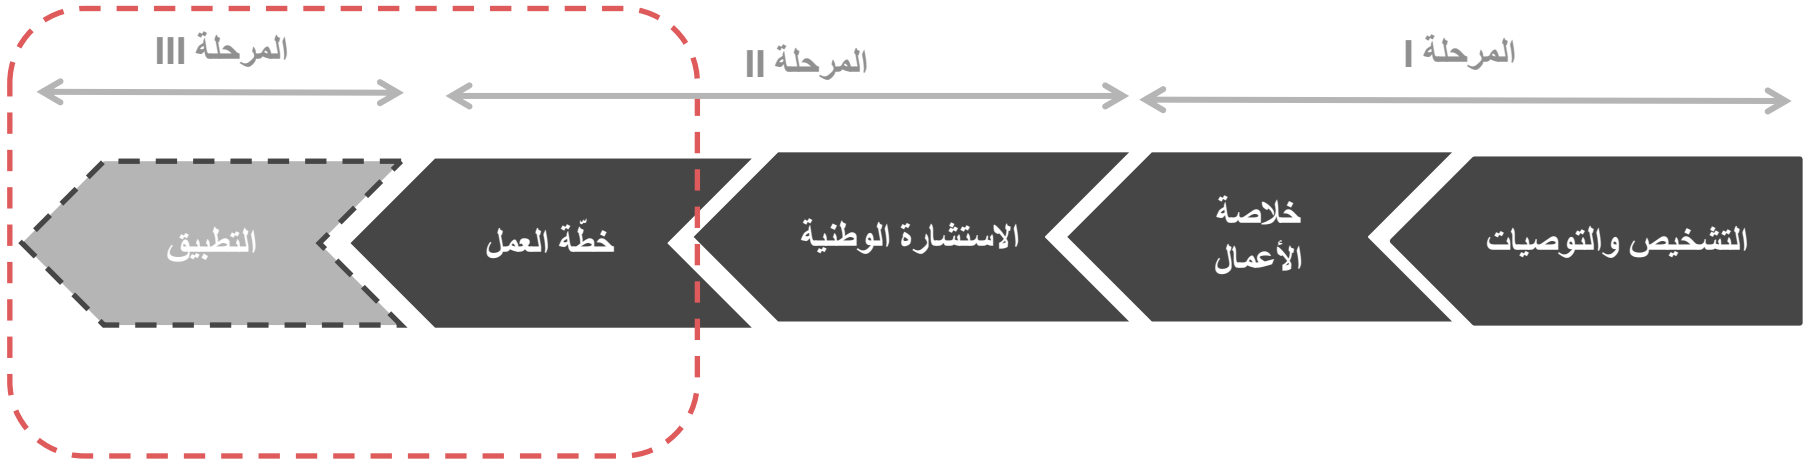 المرحلة I
المرحلة II
المرحلة III
التشخيص والتوصيات
خلاصة
الأعمال
الاستشارة الوطنية
خطّة العمل
التطبيق